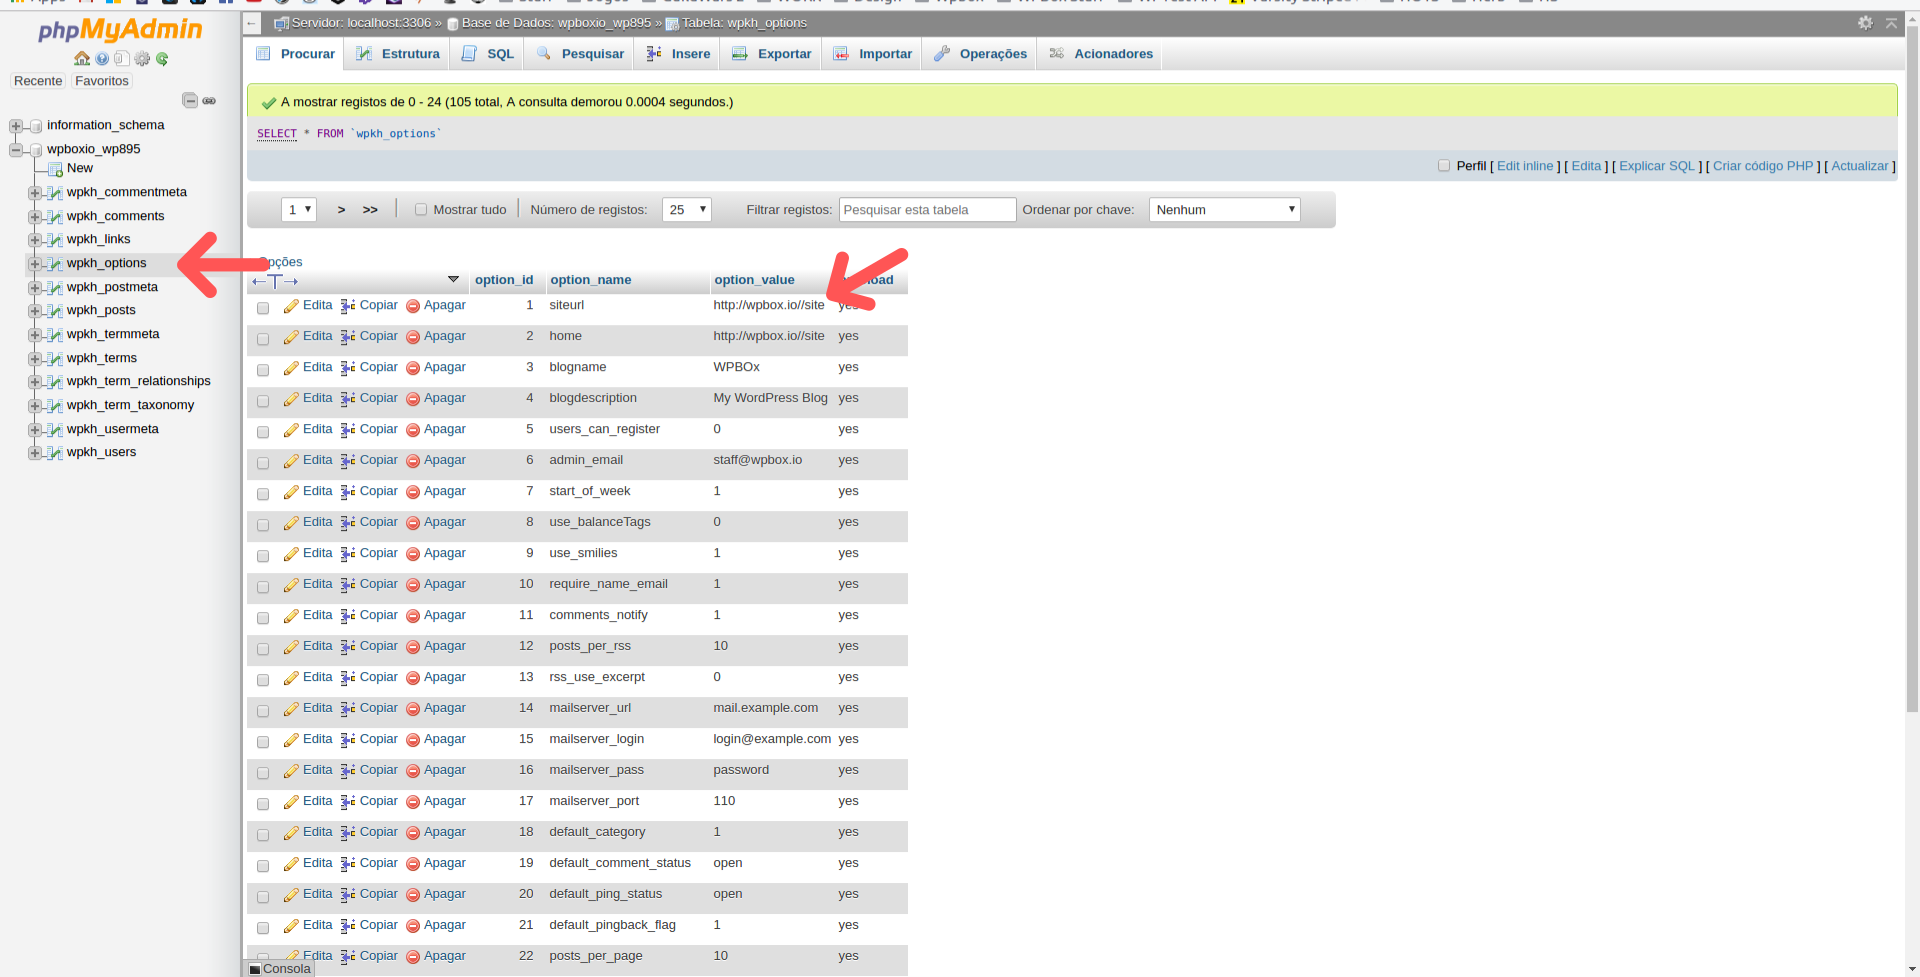 phpMyAdmin
Recente Favoritos
information_schema
wpboxio_wp895
New
wpkh_commentmeta
wpkh_comments
wpkh_links
wpkh_options
wpkh_postmeta
wpkh_posts
wpkh_termmeta
wpkh_terms
wpkh_term_relationships
wpkh_term_taxonomy
wpkh_usermeta
wpkh_users
Servidor: localhost:3306 » Base de Dados: wpboxio_wp895 » Tabela: wpkh_options
Procurar Estrutura SQL Pesquisar Insere Exportar Importar Operações Acionadores
A mostrar registos de 0 - 24 (105 total, A consulta demorou 0.0004 segundos.)
SELECT * FROM `wpkh_options`
Perfil [ Edit inline ] [ Edita ] [ Explicar SQL ] [ Criar código PHP ] [ Actualizar ]
1 > >> Mostrar tudo Número de registos: 25 Filtrar registos: Pesquisar esta tabela Ordenar por chave: Nenhum
pções
←T→ option_id option_name option_value load
Edita Copiar Apagar 1 siteurl http://wpbox.io//site yes
Edita Copiar Apagar 2 home http://wpbox.io//site yes
Edita Copiar Apagar 3 blogname WPBOx yes
Edita Copiar Apagar 4 blogdescription My WordPress Blog yes
Edita Copiar Apagar 5 users_can_register 0 yes
Edita Copiar Apagar 6 admin_email staff@wpbox.io yes
Edita Copiar Apagar 7 start_of_week 1 yes
Edita Copiar Apagar 8 use_balanceTags 0 yes
Edita Copiar Apagar 9 use_smilies 1 yes
Edita Copiar Apagar 10 require_name_email 1 yes
Edita Copiar Apagar 11 comments_notify 1 yes
Edita Copiar Apagar 12 posts_per_rss 10 yes
Edita Copiar Apagar 13 rss_use_excerpt 0 yes
Edita Copiar Apagar 14 mailserver_url mail.example.com yes
Edita Copiar Apagar 15 mailserver_login login@example.com yes
Edita Copiar Apagar 16 mailserver_pass password yes
Edita Copiar Apagar 17 mailserver_port 110 yes
Edita Copiar Apagar 18 default_category 1 yes
Edita Copiar Apagar 19 default_comment_status open yes
Edita Copiar Apagar 20 default_ping_status open yes
Edita Copiar Apagar 21 default_pingback_flag 1 yes
Edita Copiar Apagar 22 posts_per_page 10 yes
Consola